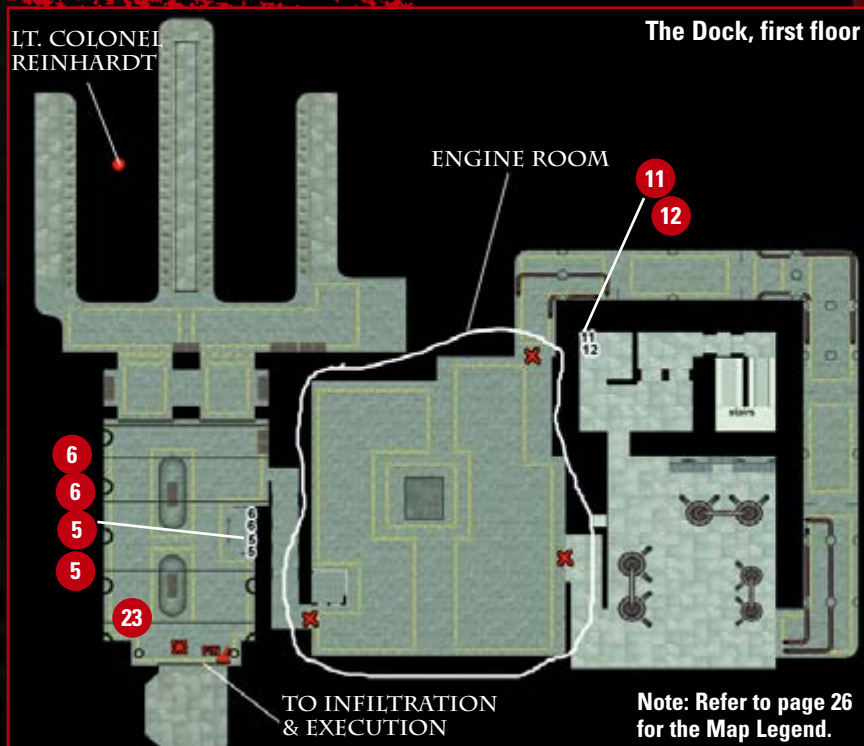 The Dock, first floor
LT. COLONEL
REINHARDT
ENGINE ROOM
11
12
11
12
stairs
6
6
5
5
6
6
5
5
23
TO INFILTRATION
& EXECUTION
Note: Refer to page 26
for the Map Legend.